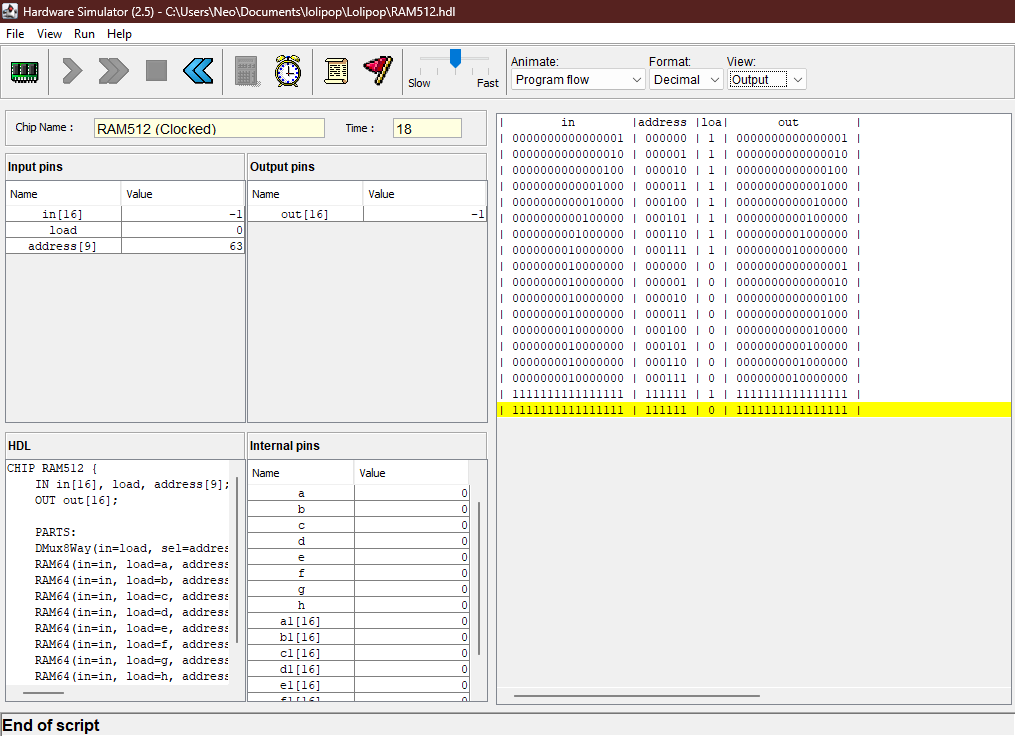 Hardware Simulator (2.5) - C:\Users\Neo\Documents\lolipop\Lolipop\RAM512.hdl
File View Run Help
Slow Fast
Animate:
Program flow
Format:
Decimal
View:
Output
Chip Name :
RAM512 (Clocked)
Time :
18
Input pins
Name Value
in[16] -1
load 0
address[9] 63
Output pins
Name Value
out[16] -1
HDL
CHIP RAM512 {
IN in[16], load, address[9];
OUT out[16];
PARTS:
DMux8Way(in=load, sel=addres
RAM64(in=in, load=a, address
RAM64(in=in, load=b, address
RAM64(in=in, load=c, address
RAM64(in=in, load=d, address
RAM64(in=in, load=e, address
RAM64(in=in, load=f, address
RAM64(in=in, load=g, address
RAM64(in=in, load=h, address
Internal pins
Name Value
a 0
b 0
c 0
d 0
e 0
f 0
g 0
h 0
a1[16] 0
b1[16] 0
c1[16] 0
d1[16] 0
e1[16] 0
f1[16] 0
| in |address |loa| out |
| 0000000000000001 | 000000 | 1 | 0000000000000001 |
| 0000000000000010 | 000001 | 1 | 0000000000000010 |
| 0000000000000100 | 000010 | 1 | 0000000000000100 |
| 0000000000001000 | 000011 | 1 | 0000000000001000 |
| 0000000000010000 | 000100 | 1 | 0000000000010000 |
| 0000000000100000 | 000101 | 1 | 0000000000100000 |
| 0000000001000000 | 000110 | 1 | 0000000001000000 |
| 0000000010000000 | 000111 | 1 | 0000000010000000 |
| 0000000010000000 | 000000 | 0 | 0000000000000001 |
| 0000000010000000 | 000001 | 0 | 0000000000000010 |
| 0000000010000000 | 000010 | 0 | 0000000000000100 |
| 0000000010000000 | 000011 | 0 | 0000000000001000 |
| 0000000010000000 | 000100 | 0 | 0000000000010000 |
| 0000000010000000 | 000101 | 0 | 0000000000100000 |
| 0000000010000000 | 000110 | 0 | 0000000001000000 |
| 0000000010000000 | 000111 | 0 | 0000000010000000 |
| 1111111111111111 | 111111 | 1 | 1111111111111111 |
| 1111111111111111 | 111111 | 0 | 1111111111111111 |
End of script